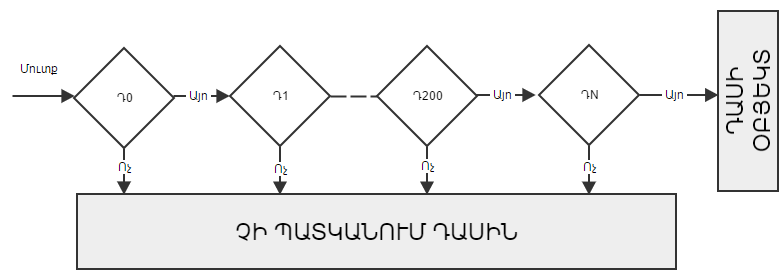 Մուտք
Դ0
Այո
Դ1
Դ200
Այո
ԴN
Այո
ԴԱՍԻ
ՕԲՅԵԿՏ
Ոչ
Ոչ
Ոչ
Ոչ
ՉԻ ՊԱՏԿԱՆՈՒՄ ԴԱՍԻՆ